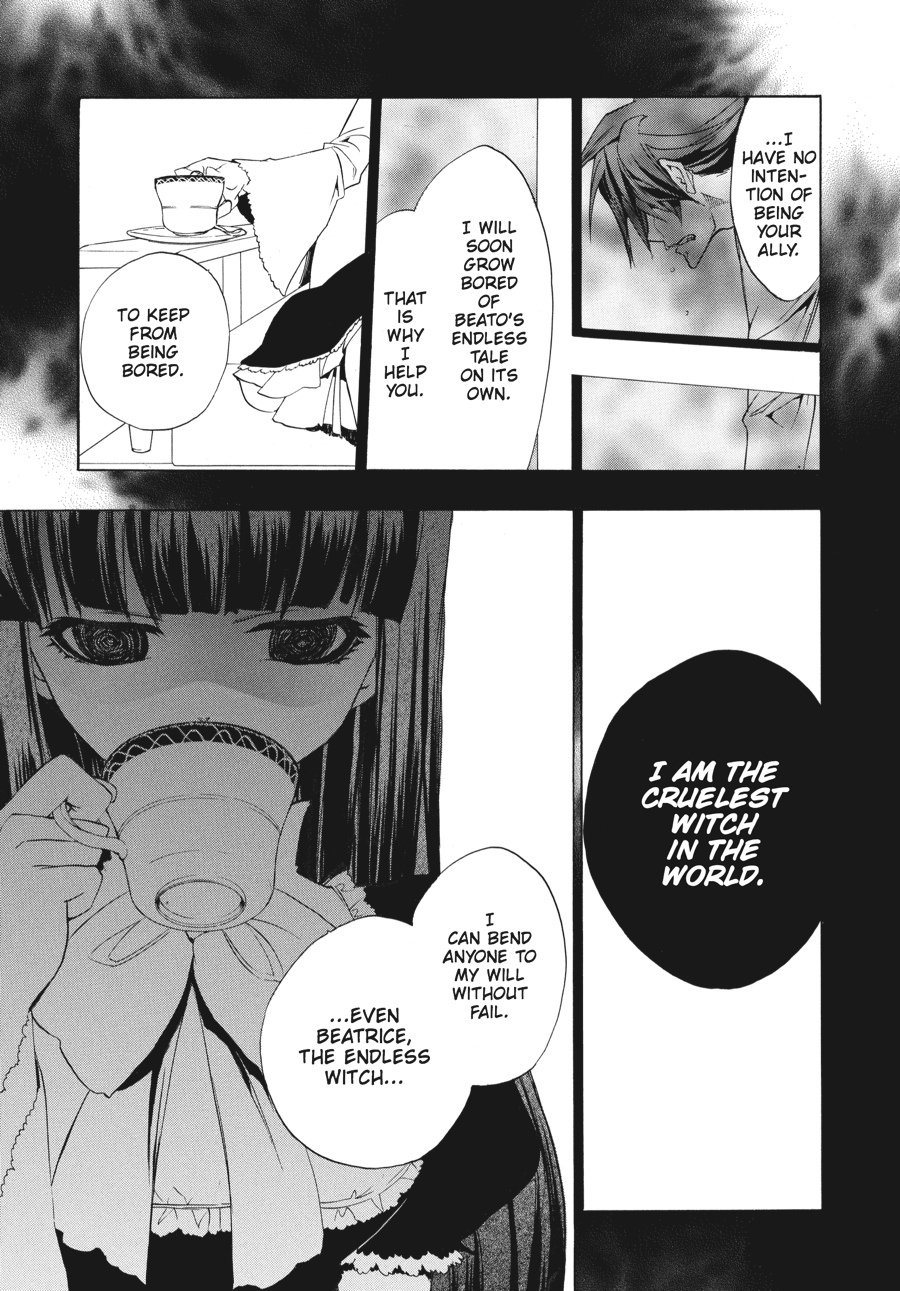 ...I
HAVE NO
INTEN-
TION OF
BEING
YOUR
ALLY.
I WILL
SOON
GROW
BORED
OF
BEATO'S
ENDLESS
TALE
ON ITS
OWN.
THAT
IS
WHY
I
HELP
YOU.
TO KEEP
FROM
BEING
BORED.
I AM THE
CRUELEST
WITCH
IN THE
WORLD.
I
CAN BEND
ANYONE TO
MY WILL
WITHOUT
FAIL.
...EVEN
BEATRICE,
THE ENDLESS
WITCH...